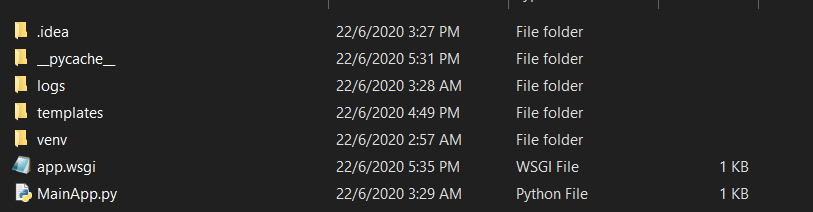 .idea 22/6/2020 3:27 PM File folder
__pycache__ 22/6/2020 5:31 PM File folder
logs 22/6/2020 3:28 AM File folder
templates 22/6/2020 4:49 PM File folder
venv 22/6/2020 2:57 AM File folder
app.wsgi 22/6/2020 5:35 PM WSGI File 1 KB
MainApp.py 22/6/2020 3:29 AM Python File 1 KB